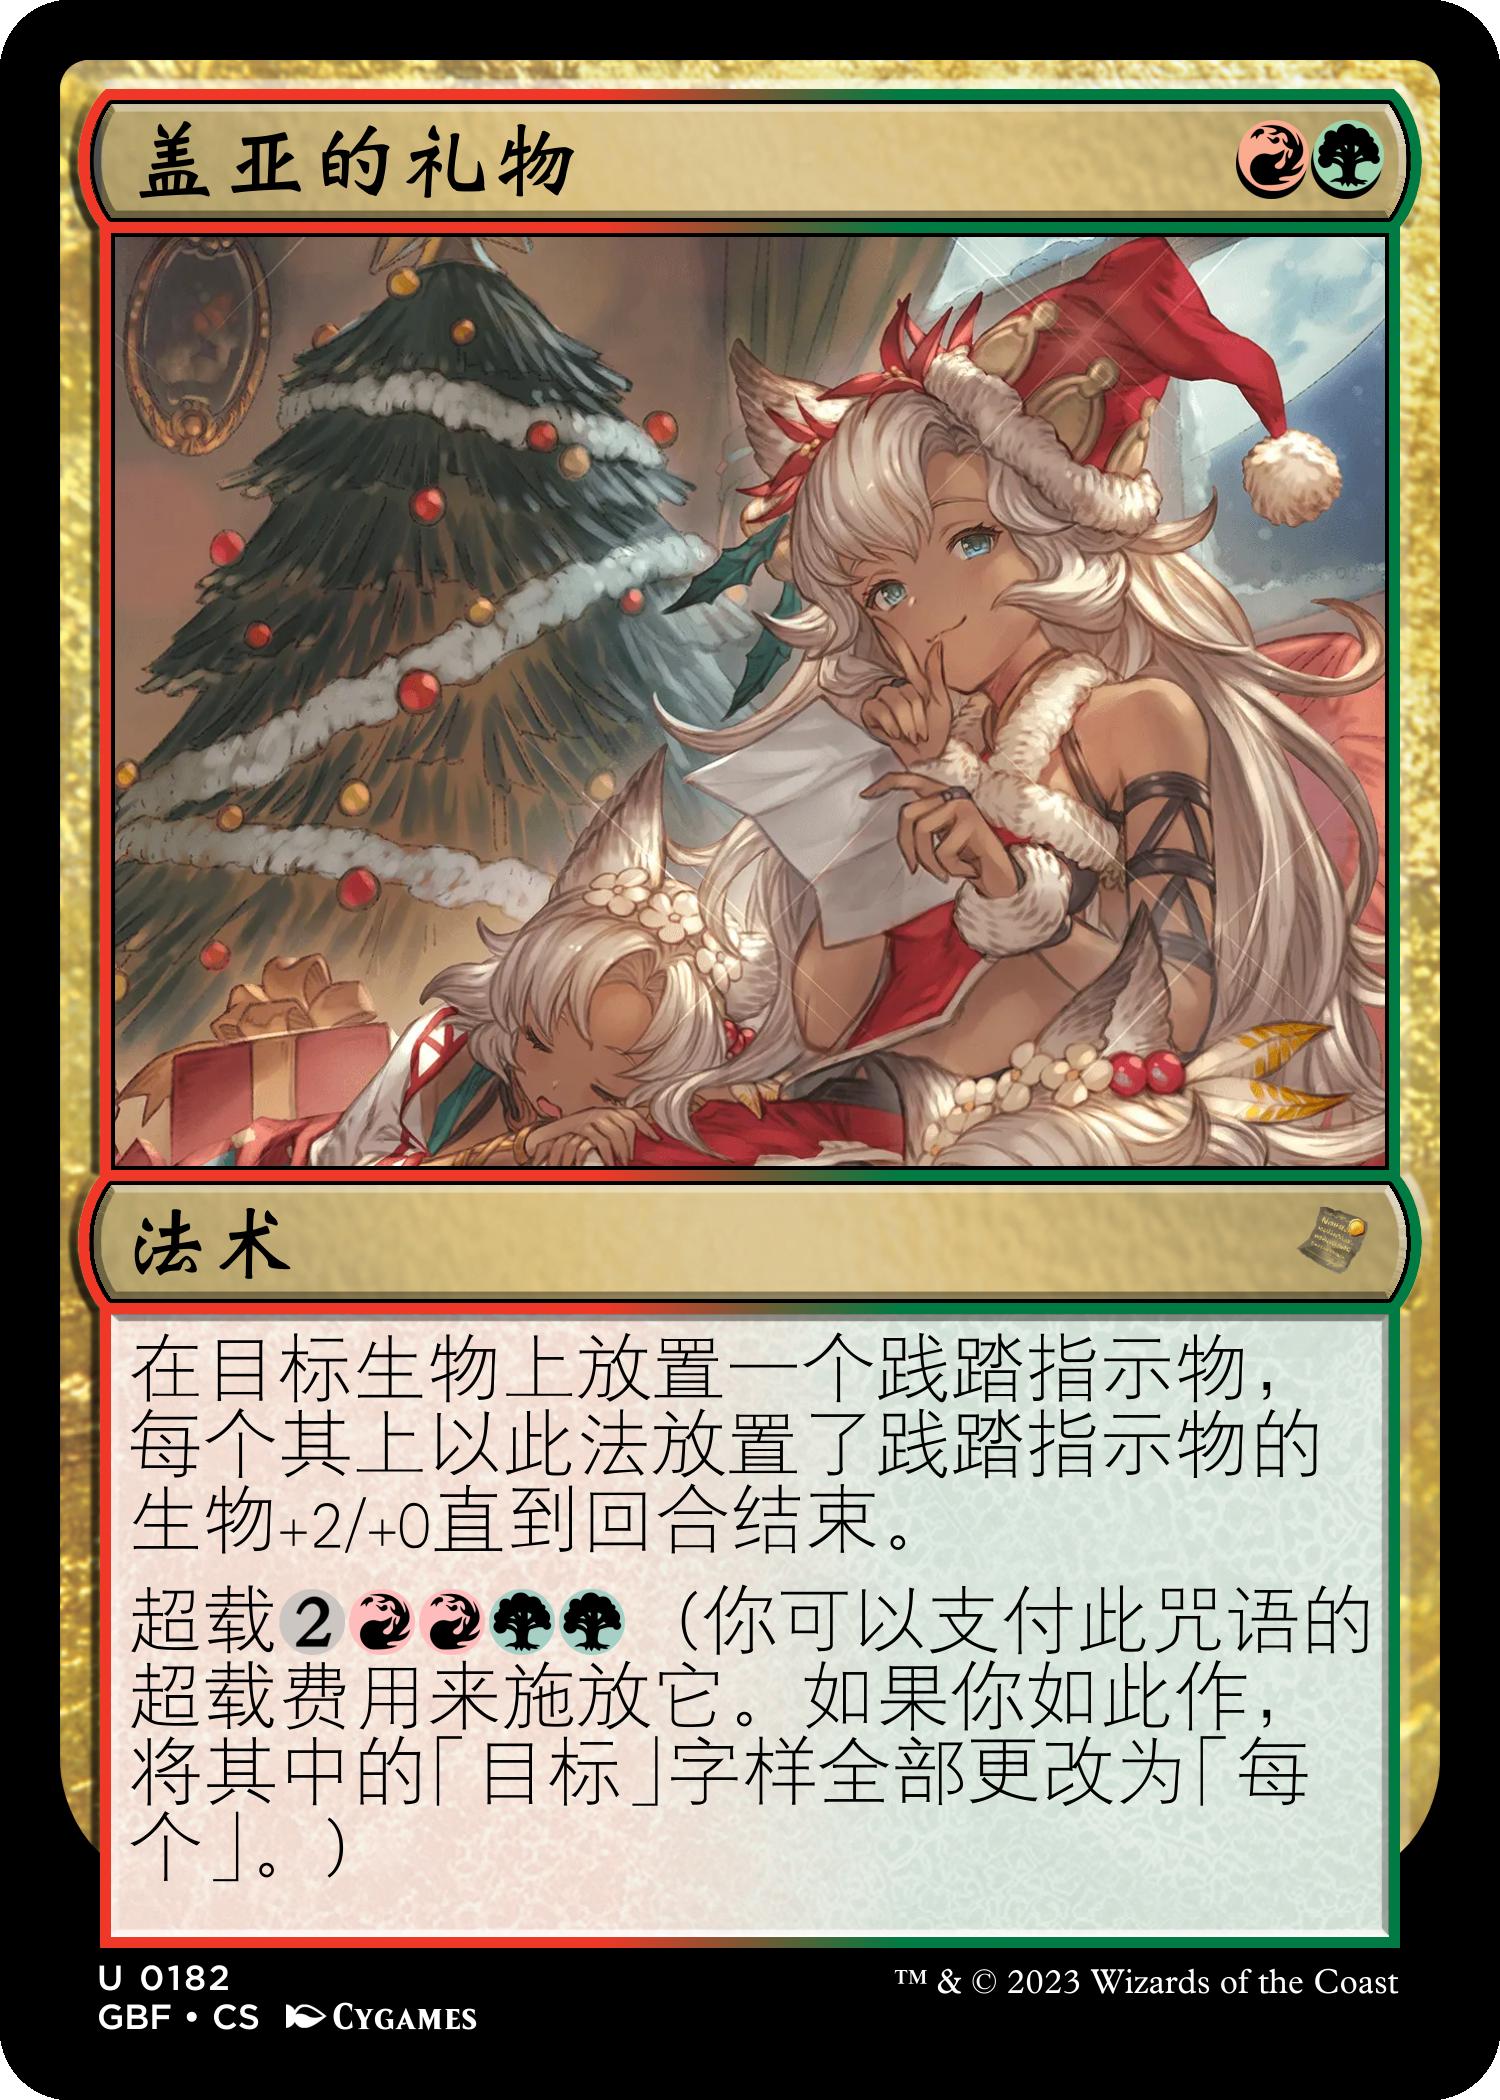 盖亚的礼物
法术
在目标生物上放置一个践踏指示物，
每个其上以此法放置了践踏指示物的
生物+2/+0直到回合结束。
超载2（你可以支付此咒语的
超载费用来施放它。如果你如此作，
将其中的「目标」字样全部更改为「每
个」。）
U 0182
™ & © 2023 Wizards of the Coast
GBF • CS CYGAMES